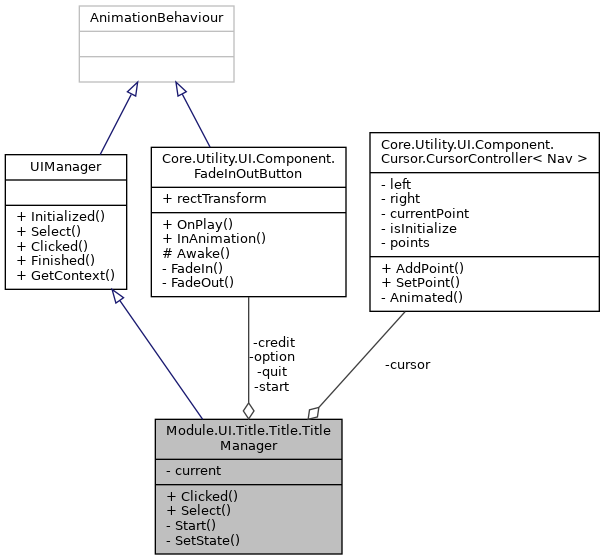 AnimationBehaviour
UIManager
+ Initialized()
+ Select()
+ Clicked()
+ Finished()
+ GetContext()
Core.Utility.UI.Component.
FadeInOutButton
+ rectTransform
+ OnPlay()
+ InAnimation()
# Awake()
- FadeIn()
- FadeOut()
Core.Utility.UI.Component.
Cursor.CursorController< Nav >
- left
- right
- currentPoint
- isInitialize
- points
+ AddPoint()
+ SetPoint()
- Animated()
-credit
-option
-quit
-start
-cursor
Module.UI.Title.Title.Title
Manager
- current
+ Clicked()
+ Select()
- Start()
- SetState()